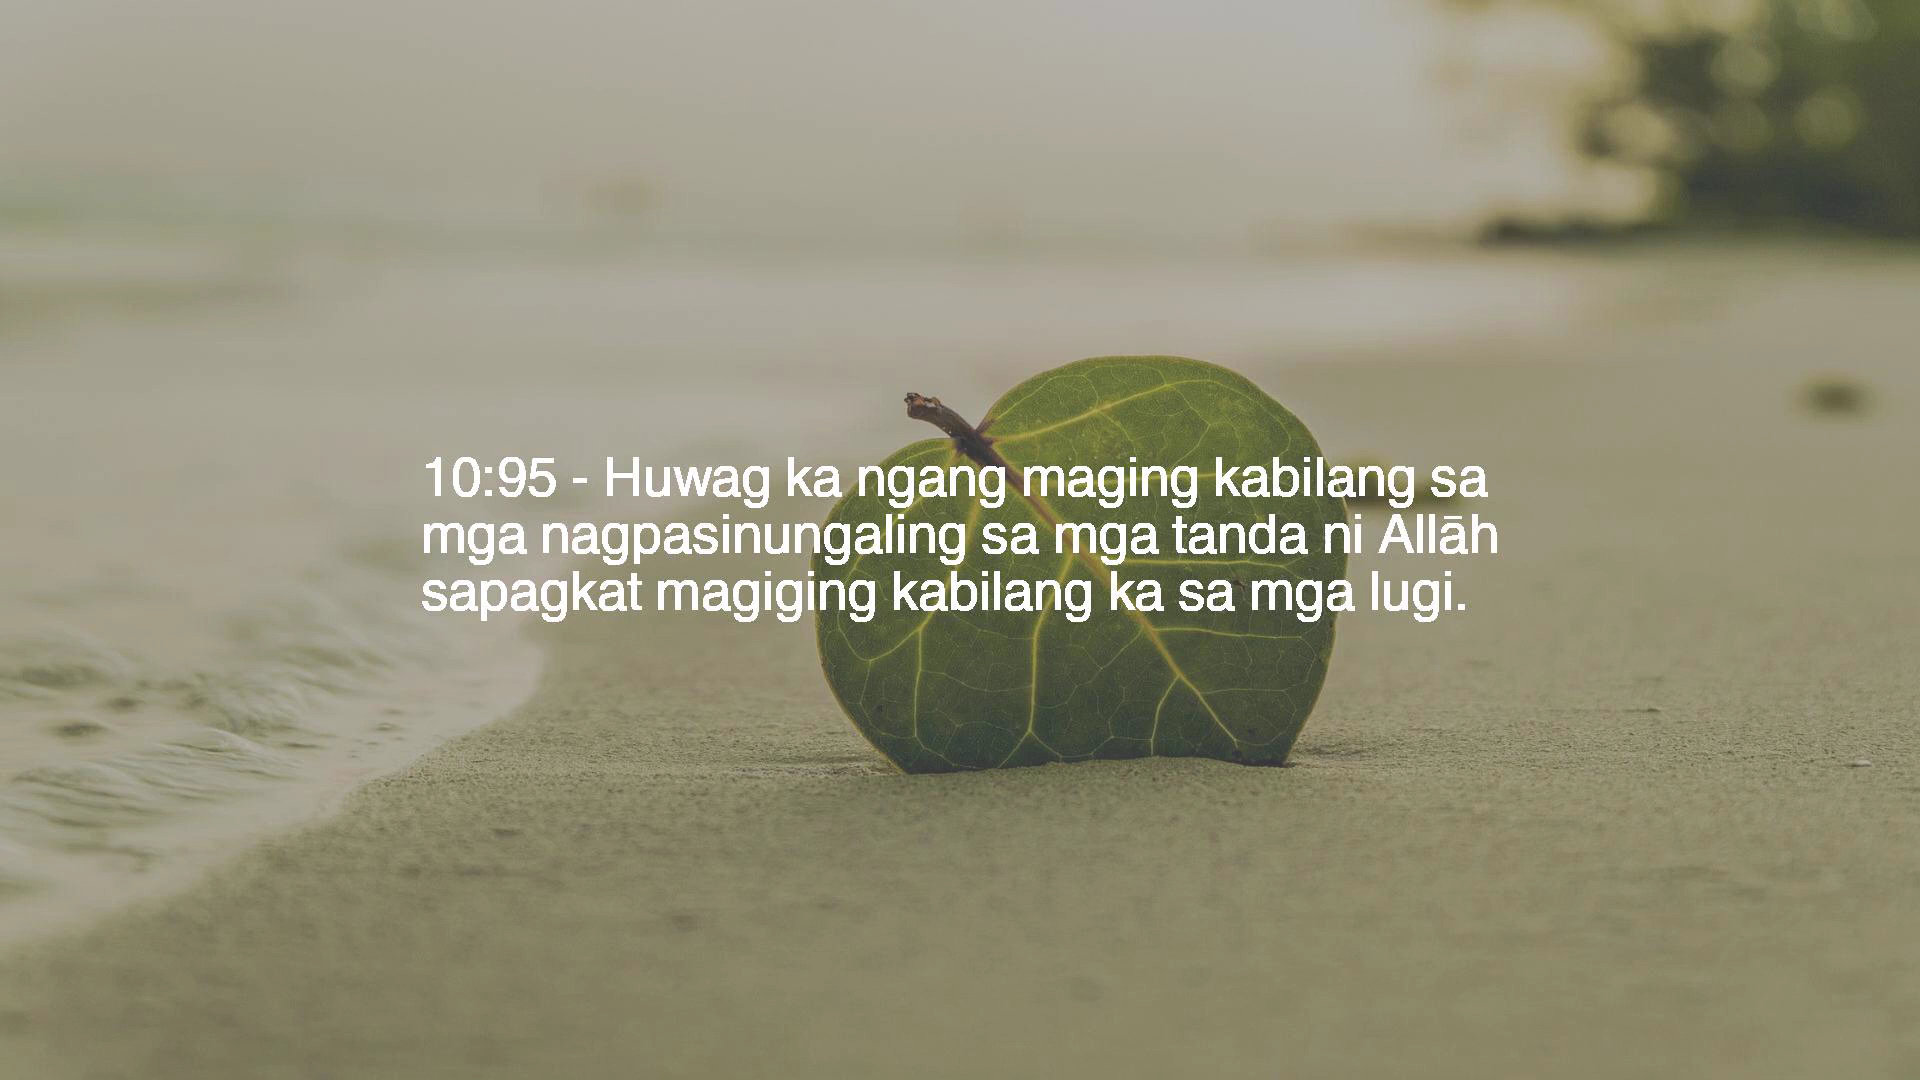 10:95 - Huwag ka ngang maging kabilang sa
mga nagpasinungaling sa mga tanda ni Allāh
sapagkat magiging kabilang ka sa mga lugi.